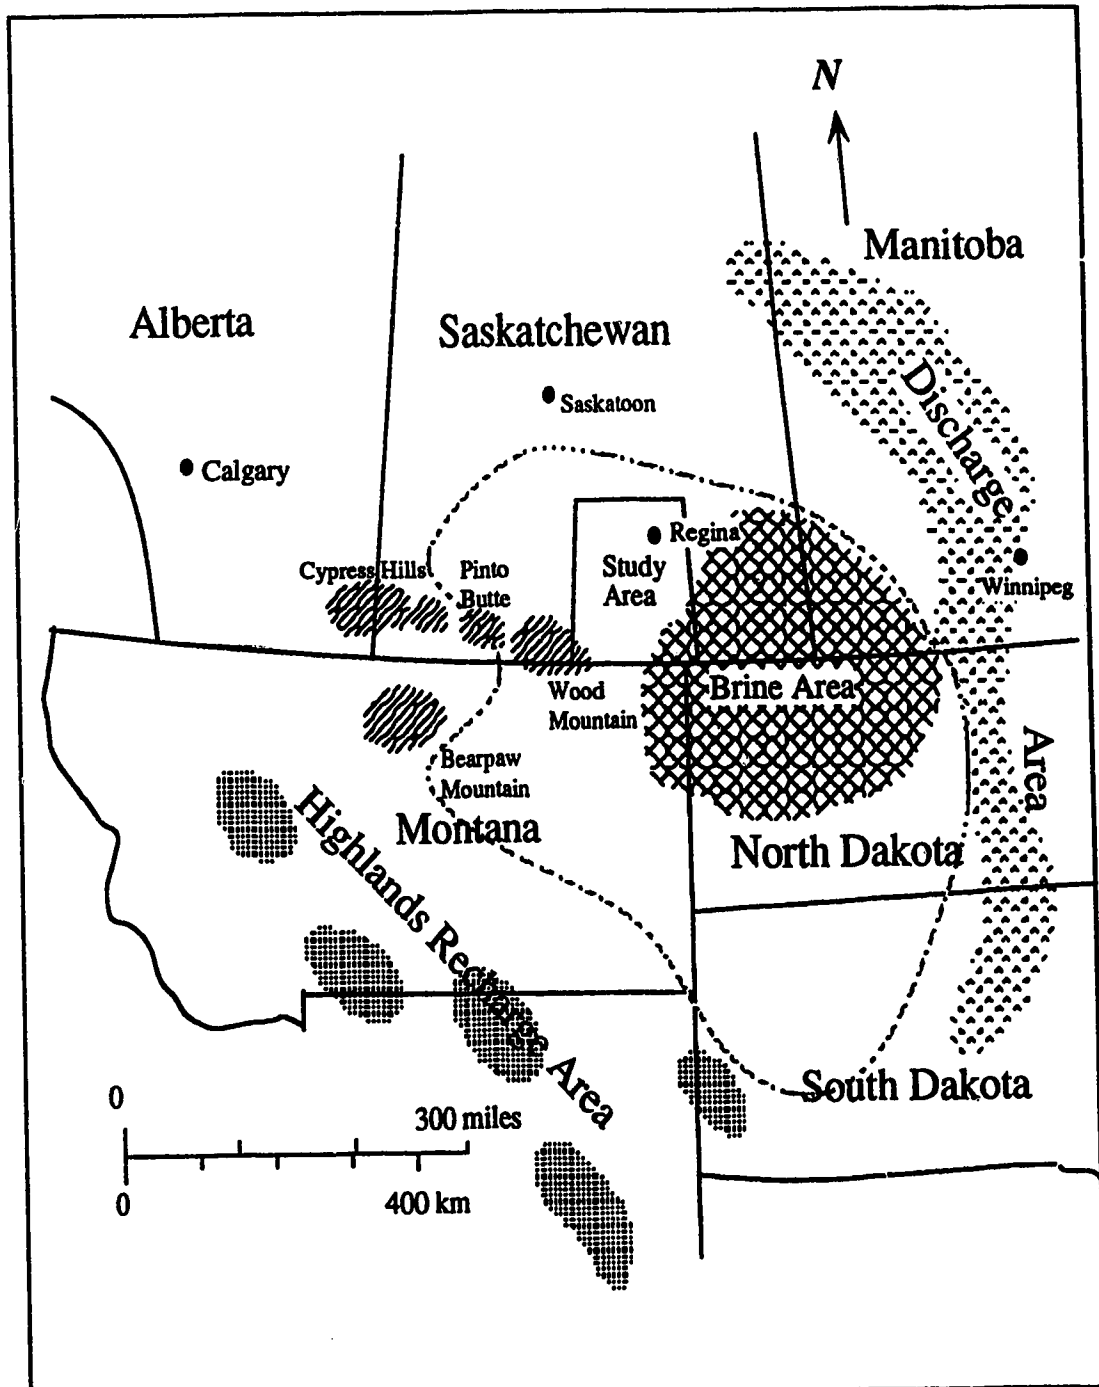 N
Manitoba
Alberta
Saskatchewan
Saskatoon
Discharge
Calgary
Regina
Cypress Hills
Pinto
Butte
Study
Area
Winnipeg
Brine Area
Wood
Mountain
Bearpaw
Mountain
Area
Highlands Recharge Area
Montana
North Dakota
South Dakota
0
300 miles
0
400 km